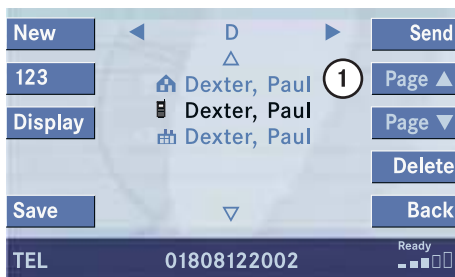 New D Send
123 Dexter, Paul 1 Page
Display Dexter, Paul Page
Dexter, Paul
Delete
Save Back
TEL 01808122002 Ready